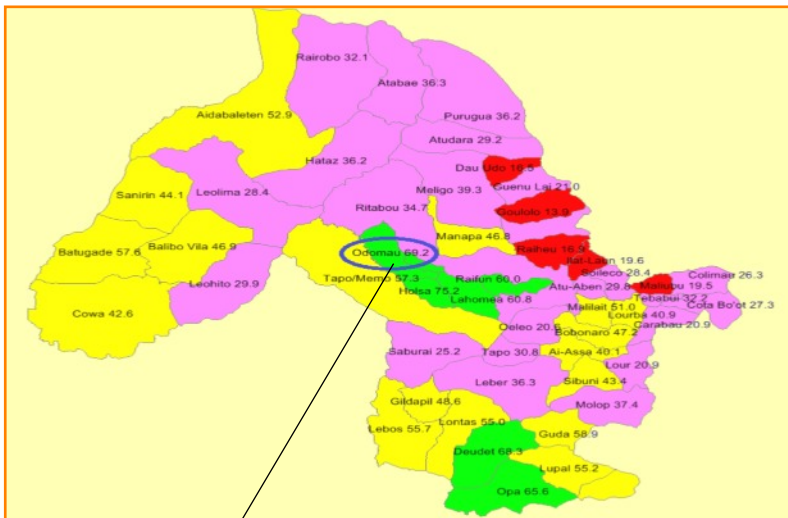 Rairobo 32.1
Atabae 36.3
Purugua 36.2
Aidabaleten 52.9
Atudara 29.2
Hataz 36.2
Dau Udo 16.5
Guenu Lai 21.0
Sanirin 44.1
Leolima 28.4
Meligo 39.3
Ritabou 34.7
Goulolo 13.9
Manapa 46.8
Batugade 57.6
Balibo Vila 46.9
Odomau 69.2
Raiheu 16.9
Jiat-Laun 19.6
Soileco 28.4
Colimau 26.3
Tapo/Memo 57.3
Raifun 60.0
Leohito 29.9
Holsa 75.2
Atu-Aben 29.8
Maliubu 19.5
Lahomea 60.8
Tebabui 32.2
Cota Bo'ot 27.3
Cowa 42.6
Malilait 51.0
Lourba 40.9
Oeleo 20.6
Carabau 20.9
Bobonaro 47.2
Saburai 25.2
Tapo 30.8
Ai-Assa 40.1
Lour 20.9
Leber 36.3
Sibuni 43.4
Gildapil 48.6
Molop 37.4
Lontas 55.0
Lebos 55.7
Guda 58.9
Deudet 68.3
Lupal 55.2
Opa 65.6